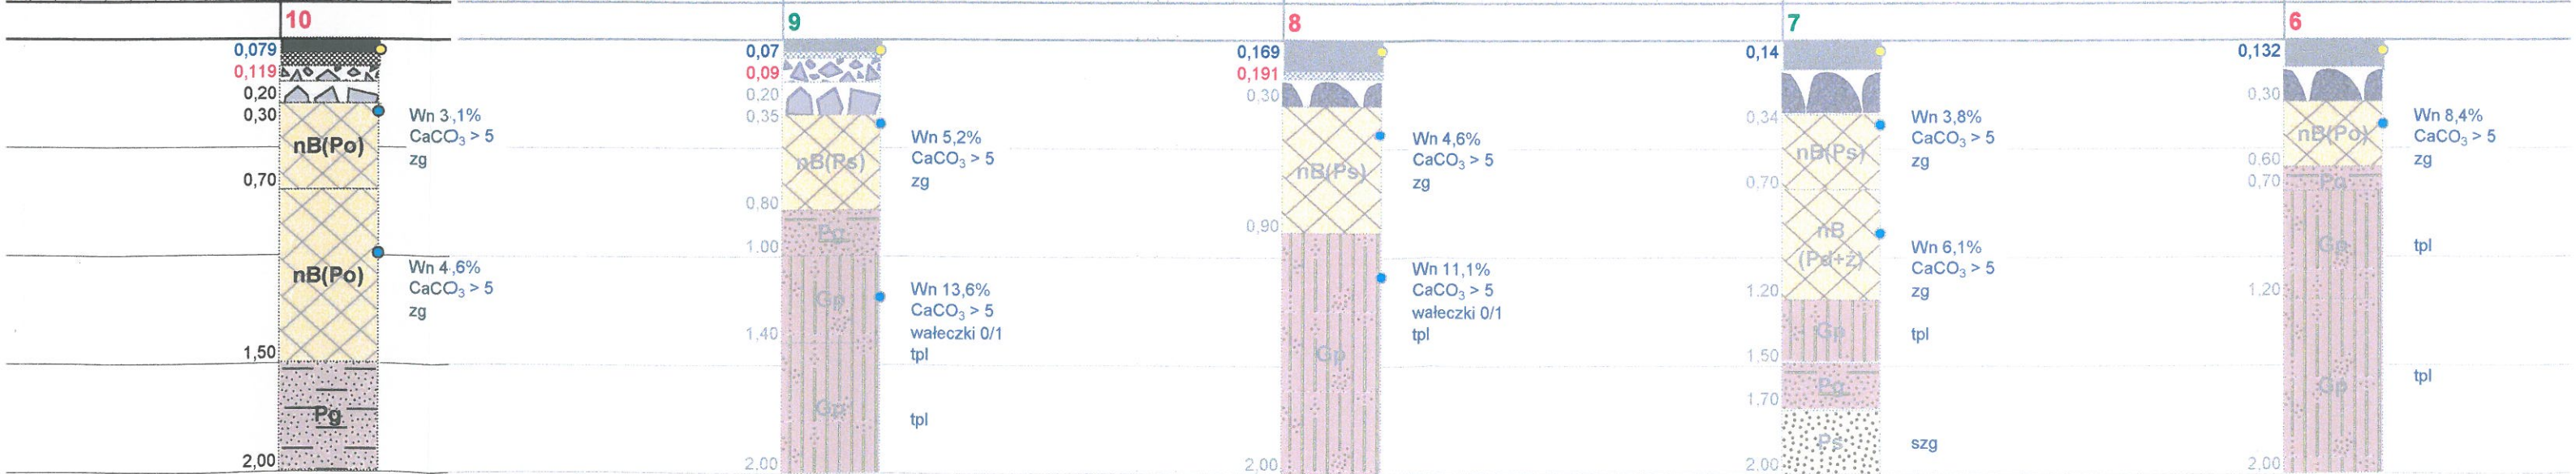 10
0,079
0,119
0,20
0,30
nB(Po)
Wn 3,1%
CaCO₃ > 5
zg
0,70
nB(Po)
Wn 4,6%
CaCO₃ > 5
zg
1,50
Pg
2,00
9
0,07
0,09
0,20
0,35
nB(Ps)
Wn 5,2%
CaCO₃ > 5
zg
0,80
Pg
1,00
Gp
Wn 13,6%
CaCO₃ > 5
wałeczki 0/1
tpl
1,40
Gp
tpl
2,00
8
0,169
0,191
0,30
nB(Ps)
Wn 4,6%
CaCO₃ > 5
zg
0,90
Wn 11,1%
CaCO₃ > 5
wałeczki 0/1
tpl
Gp
2,00
7
0,14
0,34
nB(Ps)
Wn 3,8%
CaCO₃ > 5
zg
0,70
nB
(Pd+ż)
Wn 6,1%
CaCO₃ > 5
zg
1,20
Gp
tpl
1,50
Pg
1,70
Ps
szg
2,00
6
0,132
0,30
nB(Po)
Wn 8,4%
CaCO₃ > 5
zg
0,60
0,70
Pg
Gp
tpl
1,20
Gp
tpl
2,00